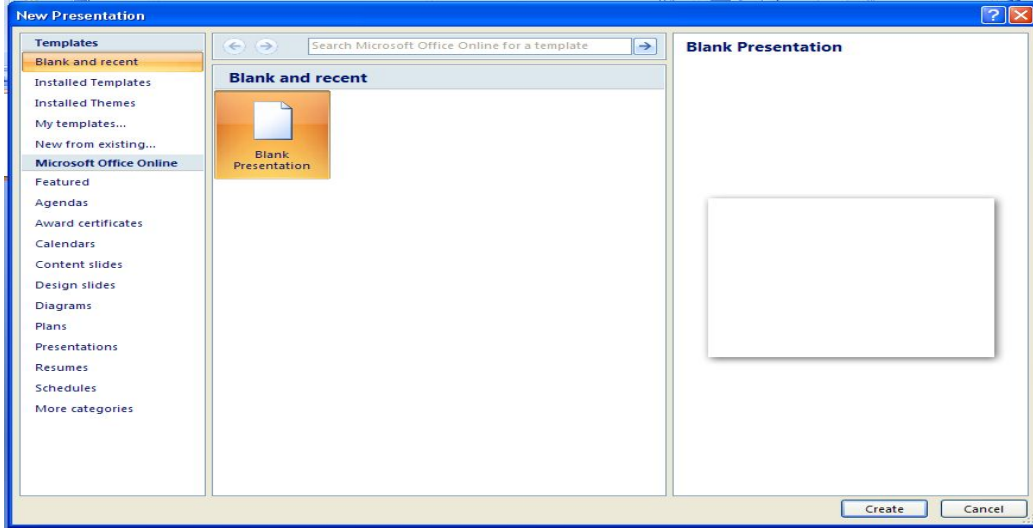 New Presentation
Templates
Blank and recent
Installed Templates
Installed Themes
My templates...
New from existing...
Microsoft Office Online
Featured
Agendas
Award certificates
Calendars
Content slides
Design slides
Diagrams
Plans
Presentations
Resumes
Schedules
More categories
Search Microsoft Office Online for a template
Blank and recent
Blank
Presentation
Blank Presentation
Create
Cancel